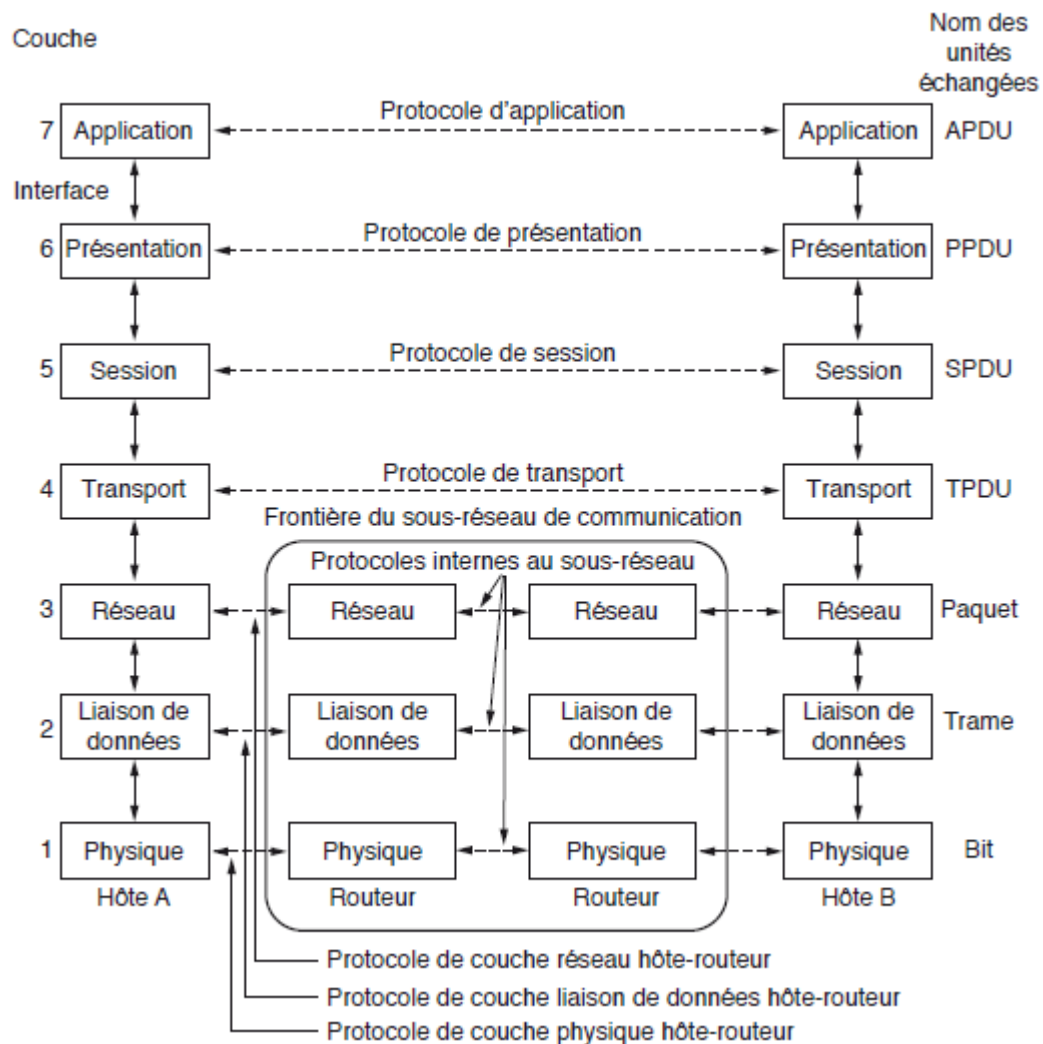 Couche
Nom des
unités
échangées
7
Application
Protocole d'application
Application
APDU
Interface
6
Présentation
Protocole de présentation
Présentation
PPDU
5
Session
Protocole de session
Session
SPDU
4
Transport
Protocole de transport
Transport
TPDU
Frontière du sous-réseau de communication
Protocoles internes au sous-réseau
3
Réseau
Réseau
Réseau
Réseau
Paquet
2
Liaison de
données
Liaison de
données
Liaison de
données
Liaison de
données
Trame
1
Physique
Physique
Physique
Physique
Bit
Hôte A
Routeur
Routeur
Hôte B
Protocole de couche réseau hôte-routeur
Protocole de couche liaison de données hôte-routeur
Protocole de couche physique hôte-routeur